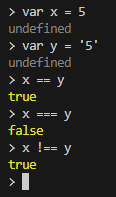 > var x = 5
undefined
> var y = '5'
undefined
> x == y
true
> x === y
false
> x !== y
true
>